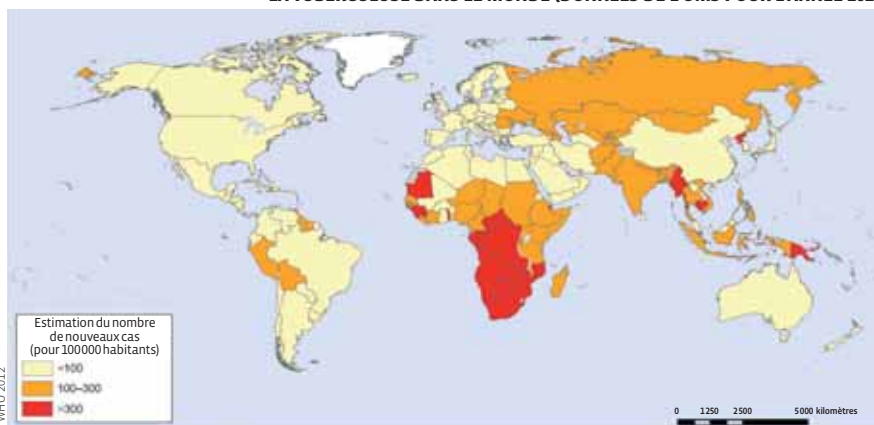 Estimation du nombre
de nouveaux cas
(pour 100000 habitants)
<100
100–300
>300
WHO 2012
0 1250 2500 5000 kilomètres